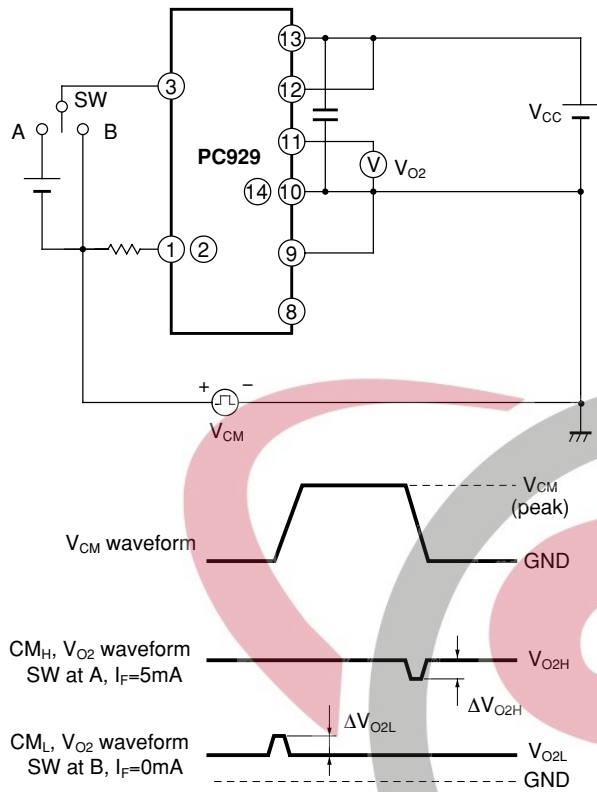 13
3
12
SW
A
B
11
V
VO2
VCC
PC929
14
10
1
2
9
8
+
−
VCM
VCM
(peak)
VCM waveform
GND
CMH, VO2 waveform
SW at A, IF=5mA
VO2H
ΔVO2H
ΔVO2L
CML, VO2 waveform
SW at B, IF=0mA
VO2L
GND